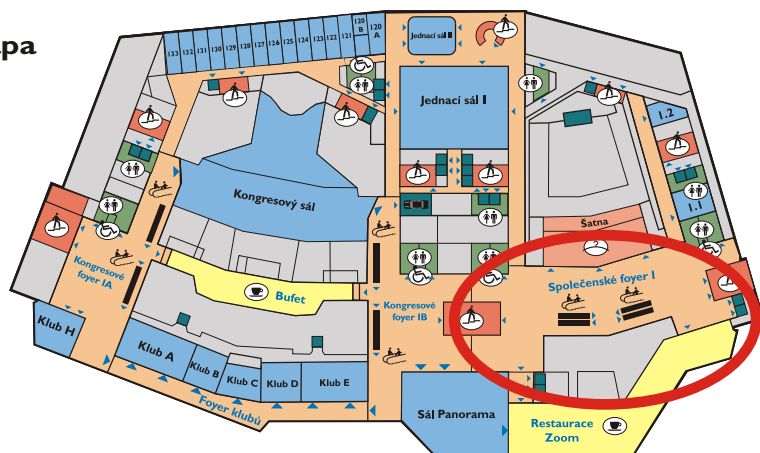 apa
133
132
131
130
129
128
127
126
125
124
123
122
121
120
B
120
A
Jednací sál II
Jednací sál I
1.2
1.1
Kongresový sál
Šatna
Kongresové
foyer IA
Společenské foyer I
Bufet
Kongresové
foyer IB
Klub H
Klub A
Klub B
Klub C
Klub D
Klub E
Foyer klubů
Sál Panorama
Restaurace
Zoom